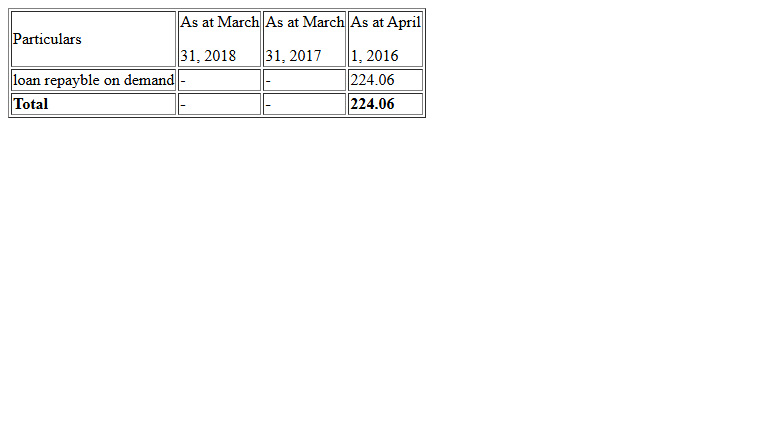 Particulars As at March As at March As at April
31, 2018 31, 2017 1, 2016
loan repayble on demand - - 224.06
Total - - 224.06